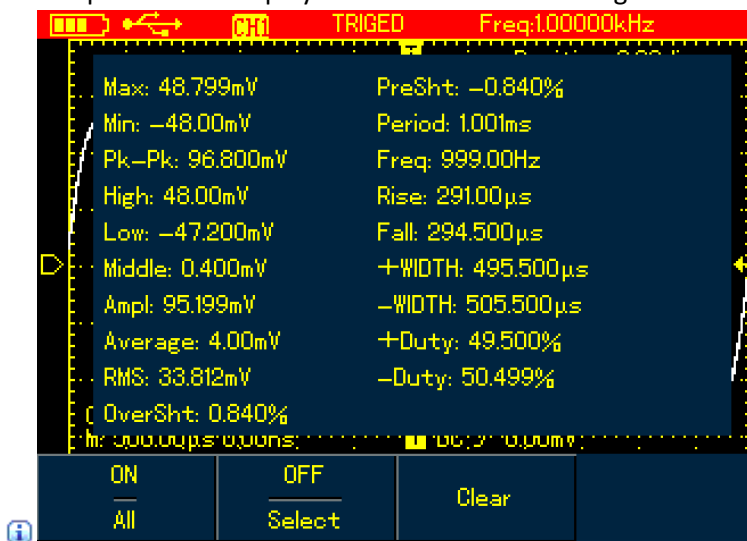 CH1 TRIGED Freq:1.00000kHz
Max: 48.799mV PreSht: –0.840%
Min: –48.00mV Period: 1.001ms
Pk–Pk: 96.800mV Freq: 999.00Hz
High: 48.00mV Rise: 291.00µs
Low: –47.200mV Fall: 294.500µs
Middle: 0.400mV +WIDTH: 495.500µs
Ampl: 95.199mV –WIDTH: 505.500µs
Average: 4.00mV +Duty: 49.500%
RMS: 33.812mV –Duty: 50.499%
OverSht: 0.840%
ON OFF Clear
All Select